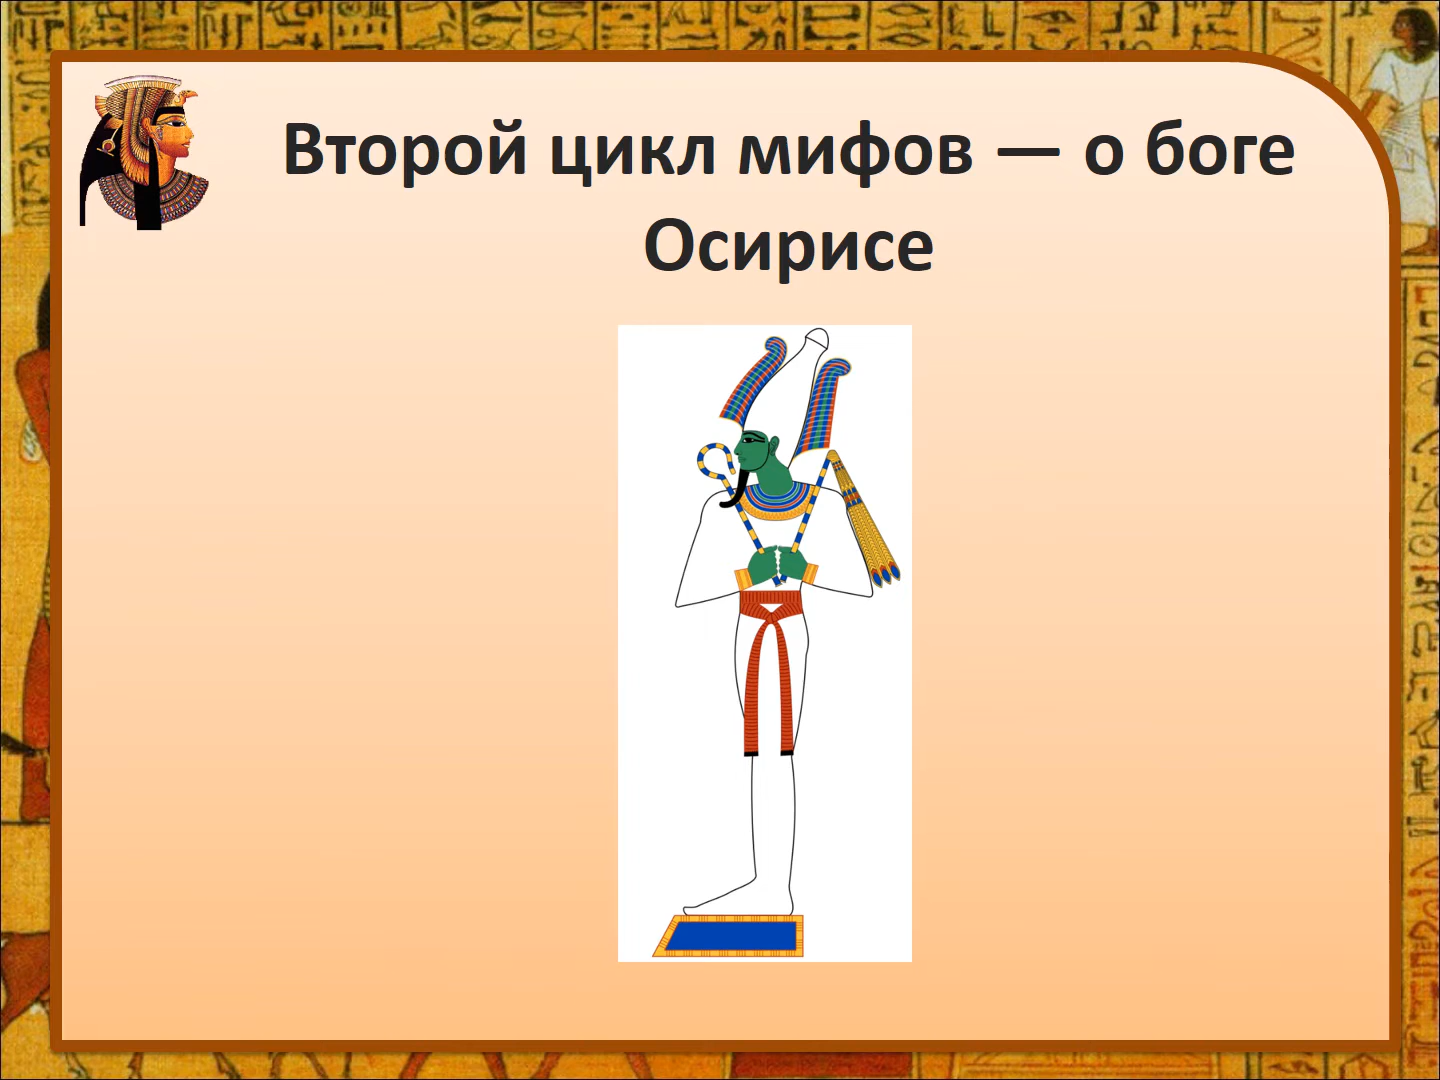 Второй цикл мифов — о боге
Осирисе